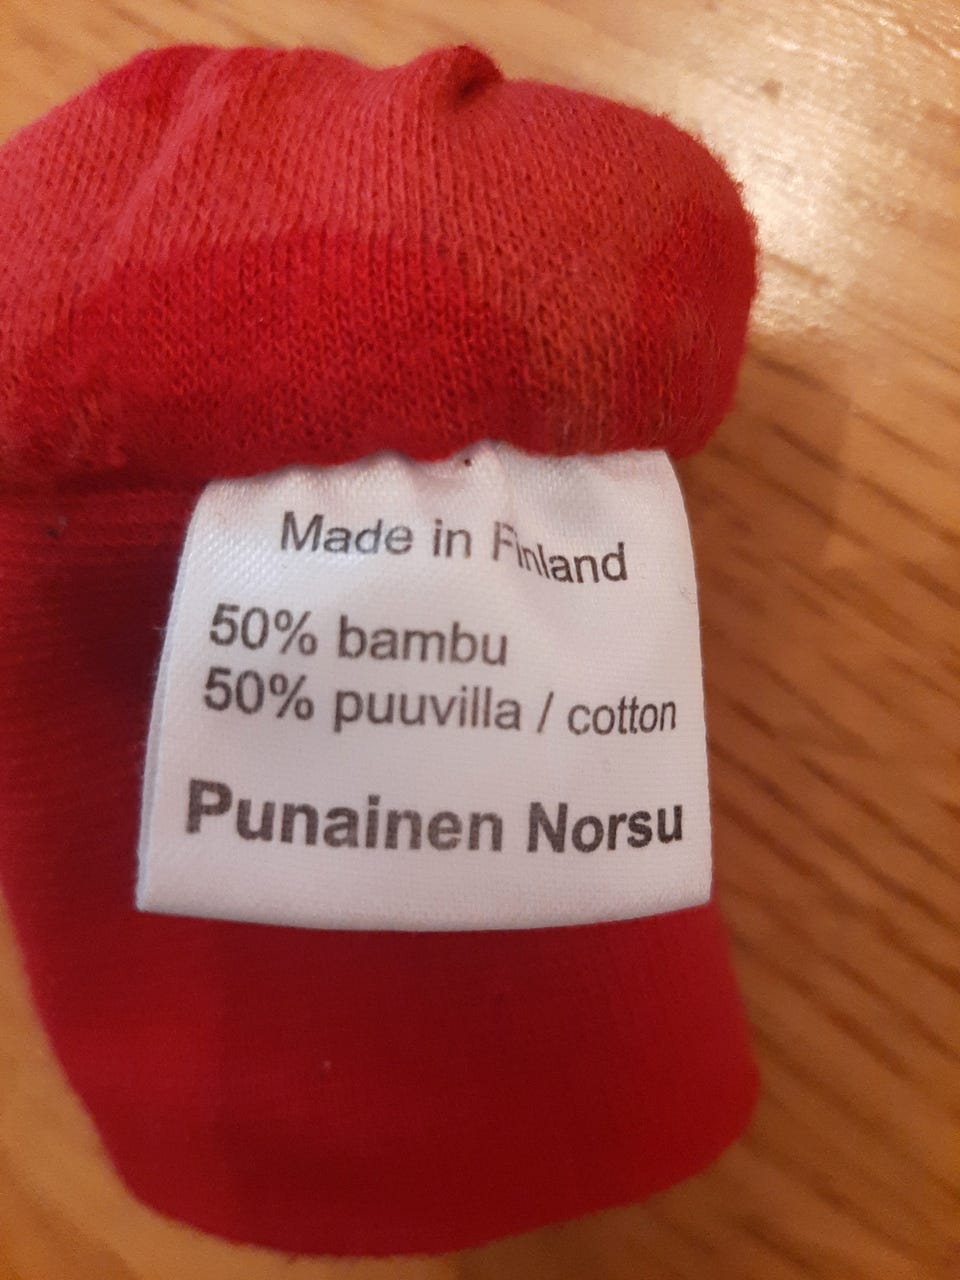 Made in Finland
50% bambu
50% puuvilla / cotton
Punainen Norsu